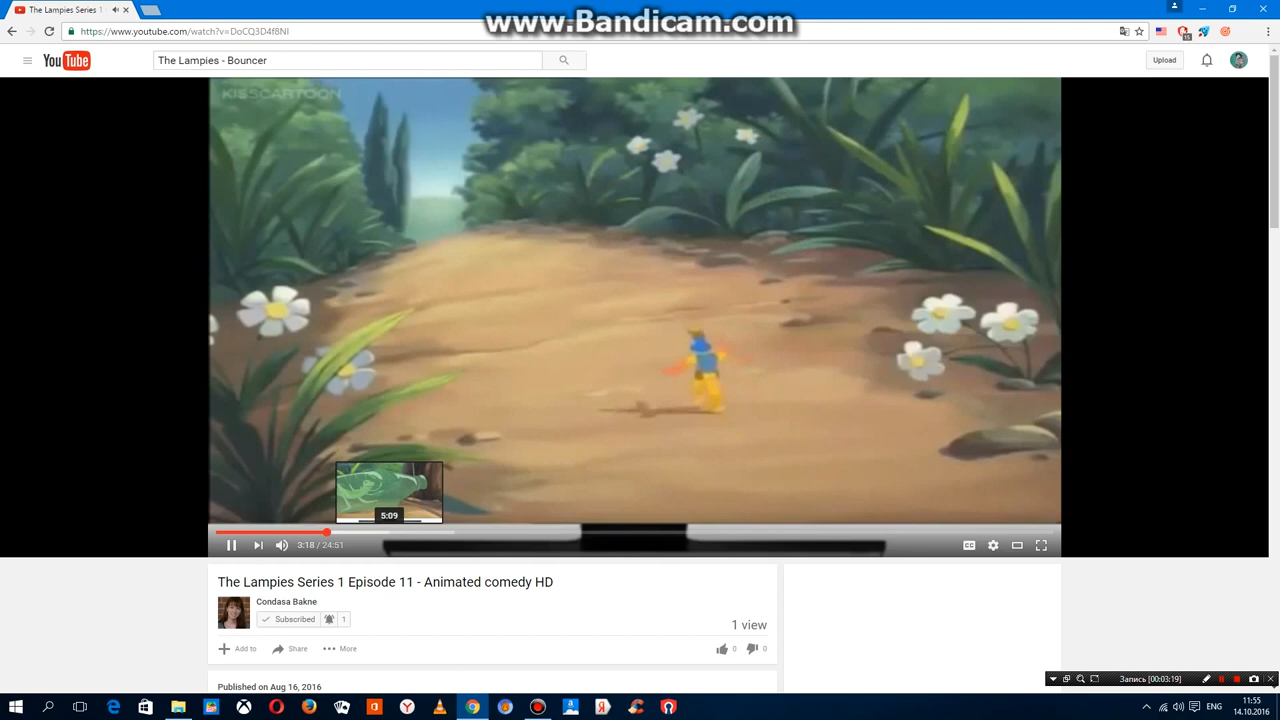 The Lampies Series 1
www.Bandicam.com
https://www.youtube.com/watch?v=DoCQ3D4f8NI
YouTube
The Lampies - Bouncer
Upload
KISSCARTOON
5:09
3:18 / 24:51
CC
The Lampies Series 1 Episode 11 - Animated comedy HD
Condasa Bakne
Subscribed 1
1 view
Add to Share More 0 0
Published on Aug 16, 2016
Запись [00:03:19]
ENG
11:55
14.10.2016